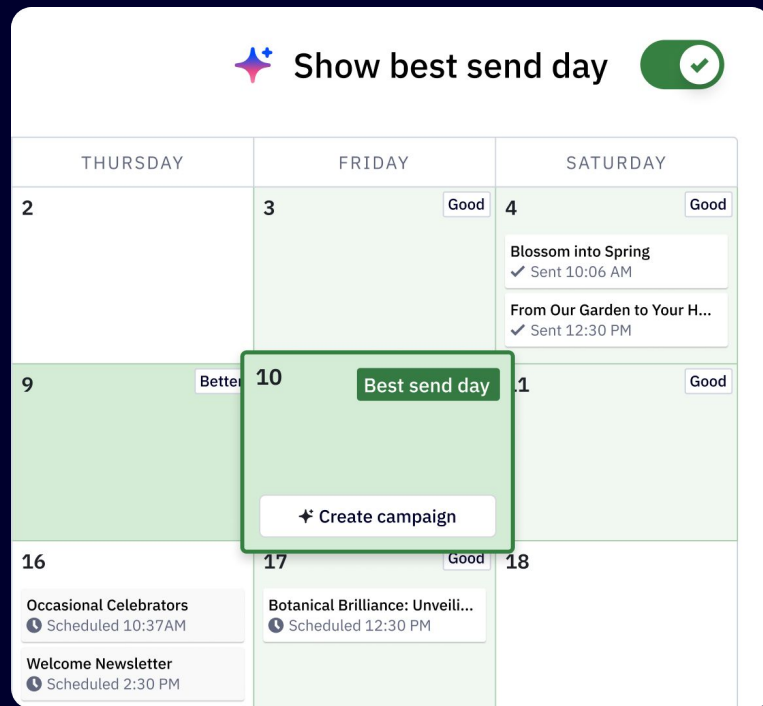 Show best send day
THURSDAY
FRIDAY
SATURDAY
2
3
Good
4
Good
Blossom into Spring
Sent 10:06 AM
From Our Garden to Your H...
Sent 12:30 PM
9
Better
10
Best send day
Create campaign
11
Good
16
Occasional Celebrators
Scheduled 10:37AM
Welcome Newsletter
Scheduled 2:30 PM
17
Good
Botanical Brilliance: Unveili...
Scheduled 12:30 PM
18